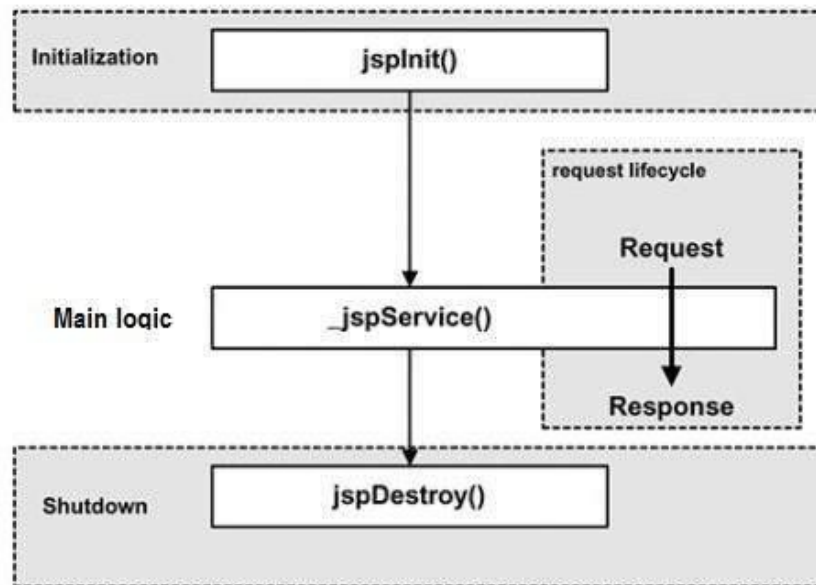 Initialization
jspInit()
request lifecycle
Request
Main logic
_jspService()
Response
jspDestroy()
Shutdown